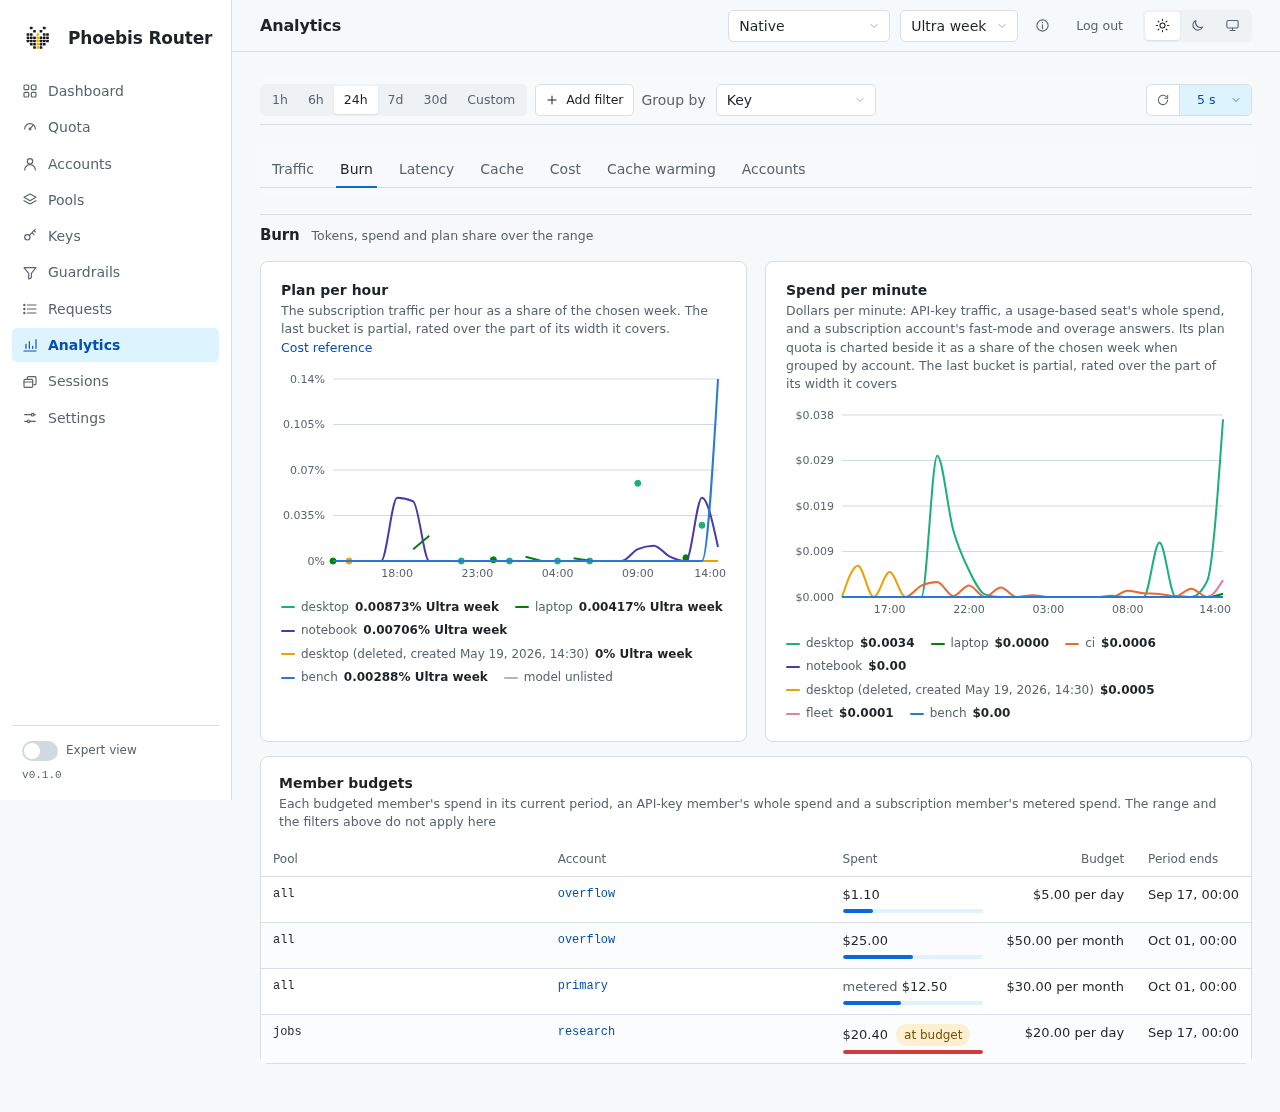 Phoebis Router
Dashboard
Quota
Accounts
Pools
Keys
Guardrails
Requests
Analytics
Sessions
Settings
Expert view
v0.1.0
Analytics
Native
Ultra week
Log out
1h 6h 24h 7d 30d Custom
Add filter
Group by
Key
5 s
Traffic Burn Latency Cache Cost Cache warming Accounts
Burn Tokens, spend and plan share over the range
Plan per hour
The subscription traffic per hour as a share of the chosen week. The
last bucket is partial, rated over the part of its width it covers.
Cost reference
0.14%
0.105%
0.07%
0.035%
0%
18:00 23:00 04:00 09:00 14:00
desktop 0.00873% Ultra week laptop 0.00417% Ultra week
notebook 0.00706% Ultra week
desktop (deleted, created May 19, 2026, 14:30) 0% Ultra week
bench 0.00288% Ultra week model unlisted
Spend per minute
Dollars per minute: API-key traffic, a usage-based seat's whole spend,
and a subscription account's fast-mode and overage answers. Its plan
quota is charted beside it as a share of the chosen week when
grouped by account. The last bucket is partial, rated over the part of
its width it covers
$0.038
$0.029
$0.019
$0.009
$0.000
17:00 22:00 03:00 08:00 14:00
desktop $0.0034 laptop $0.0000 ci $0.0006
notebook $0.00
desktop (deleted, created May 19, 2026, 14:30) $0.0005
fleet $0.0001 bench $0.00
Member budgets
Each budgeted member's spend in its current period, an API-key member's whole spend and a subscription member's metered spend. The range and
the filters above do not apply here
Pool Account Spent Budget Period ends
all overflow $1.10 $5.00 per day Sep 17, 00:00
all overflow $25.00 $50.00 per month Oct 01, 00:00
all primary metered $12.50 $30.00 per month Oct 01, 00:00
jobs research $20.40 at budget $20.00 per day Sep 17, 00:00